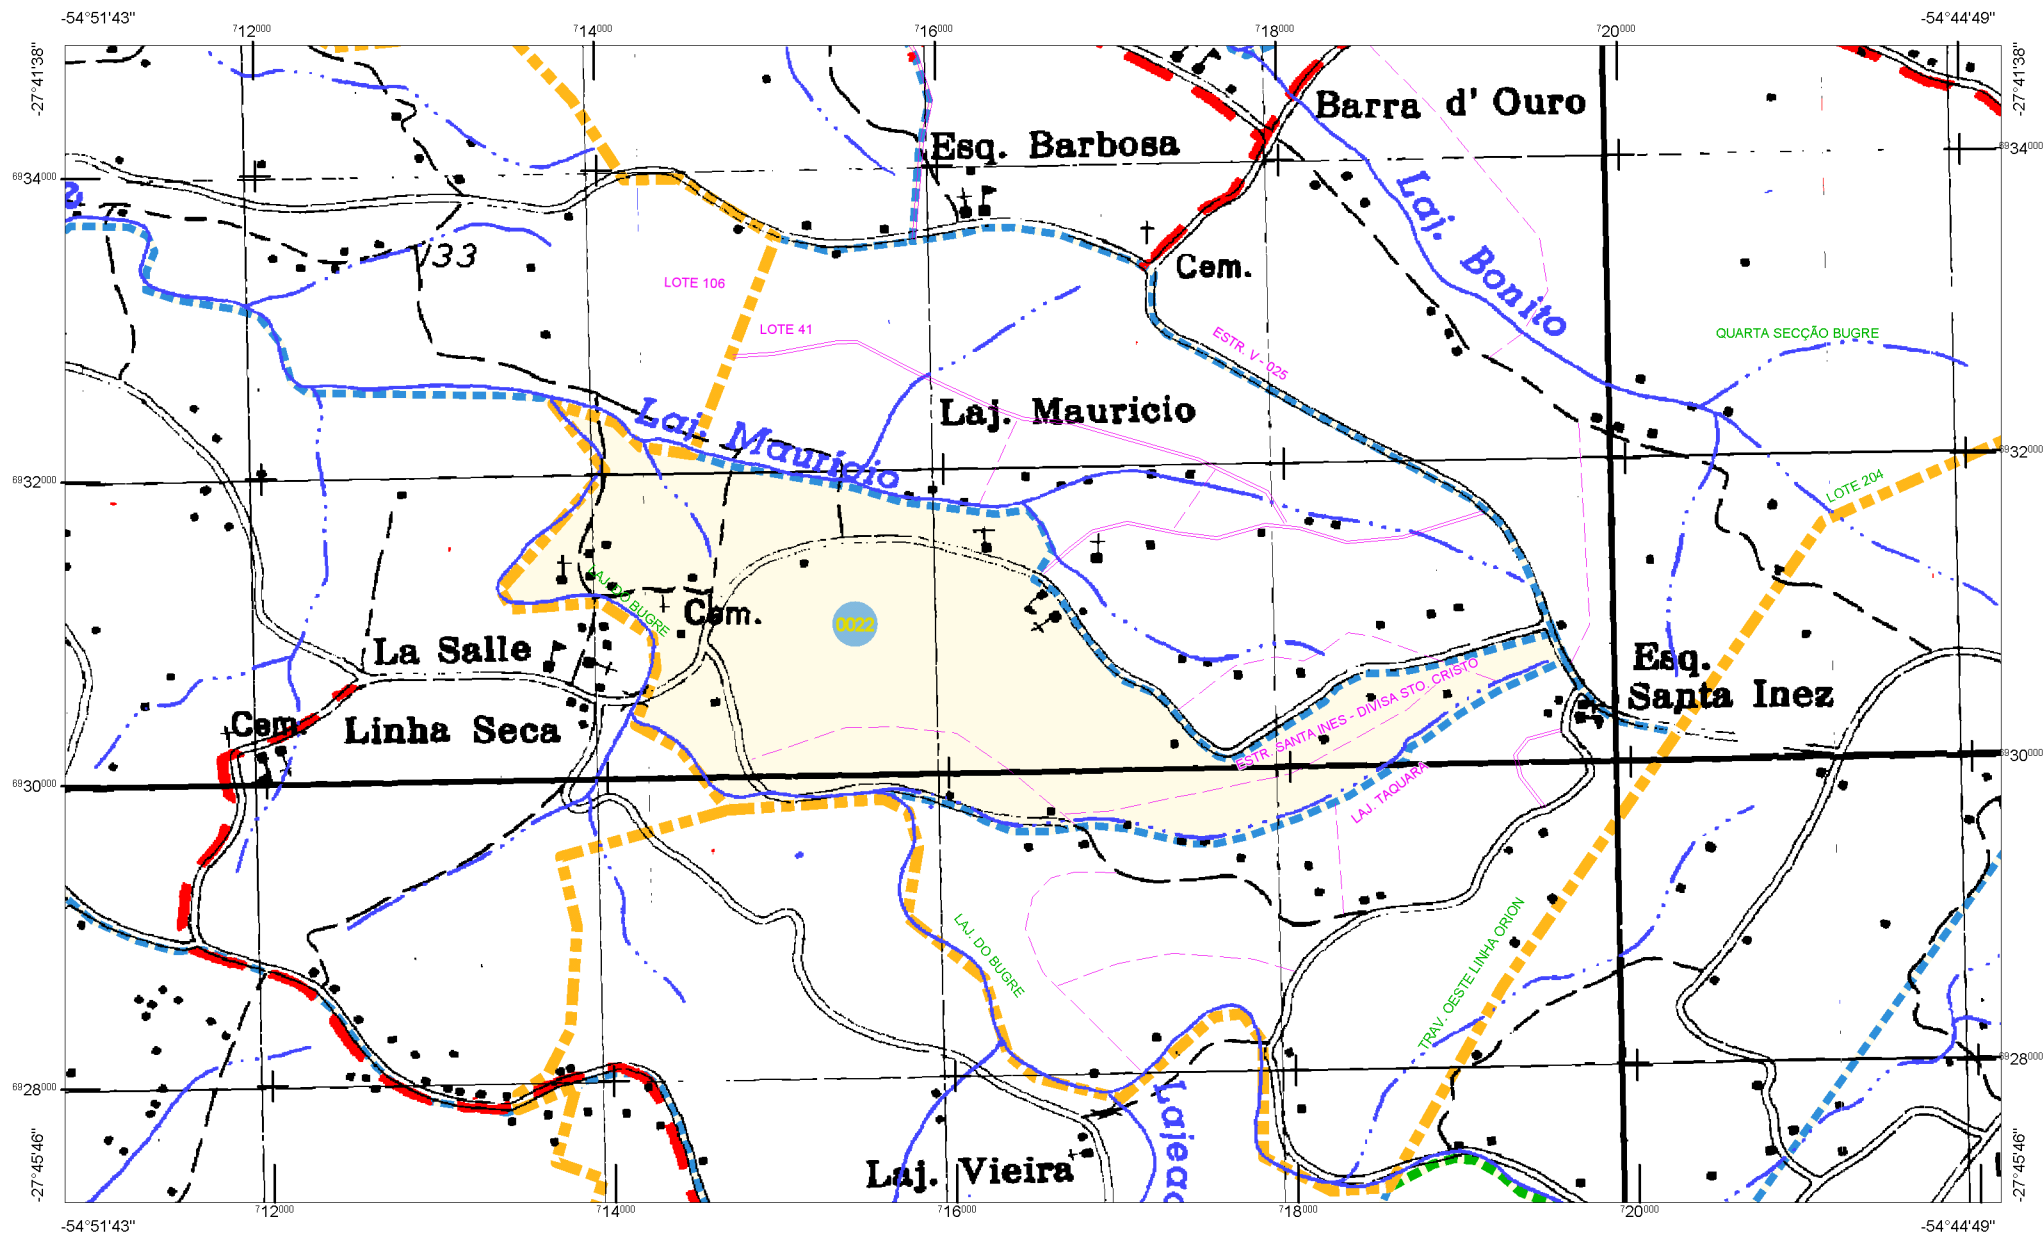 -54°51'43"
712000
714000
716000
718000
720000
-54°44'49"
-27°41'38"
-27°41'38"
Barra d' Ouro
Esq. Barbosa
6934000
6934000
Laj. Bonito
133
Cem.
LOTE 106
LOTE 41
ESTR. V - 025
QUARTA SECÇÃO BUGRE
Laj. Mauricio
Laj. Mauricio
6932000
6932000
LOTE 204
LAJ. DO BUGRE
Cem.
0022
La Salle
Esq.
Santa Inez
ESTR. SANTA INES - DIVISA STO. CRISTO
Cem.
Linha Seca
LAJ. TAQUARA
6930000
6930000
LAJ. DO BUGRE
TRAV. OESTE LINHA ORION
6928000
6928000
Lajead
Laj. Vieira
-27°45'46"
-27°45'46"
-54°51'43"
712000
714000
716000
718000
720000
-54°44'49"